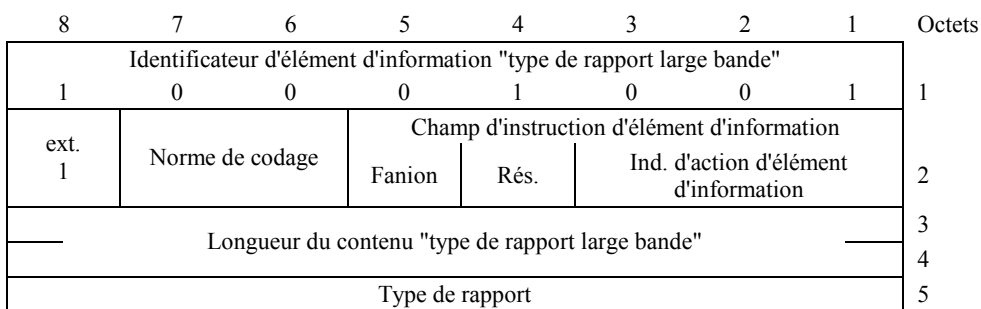 8 7 6 5 4 3 2 1 Octets
Identificateur d'élément d'information "type de rapport large bande"
1 0 0 0 1 0 0 1 1
ext.
1
Norme de codage
Champ d'instruction d'élément d'information
Fanion
Rés.
Ind. d'action d'élément
d'information
2
Longueur du contenu "type de rapport large bande"
3
4
Type de rapport 5